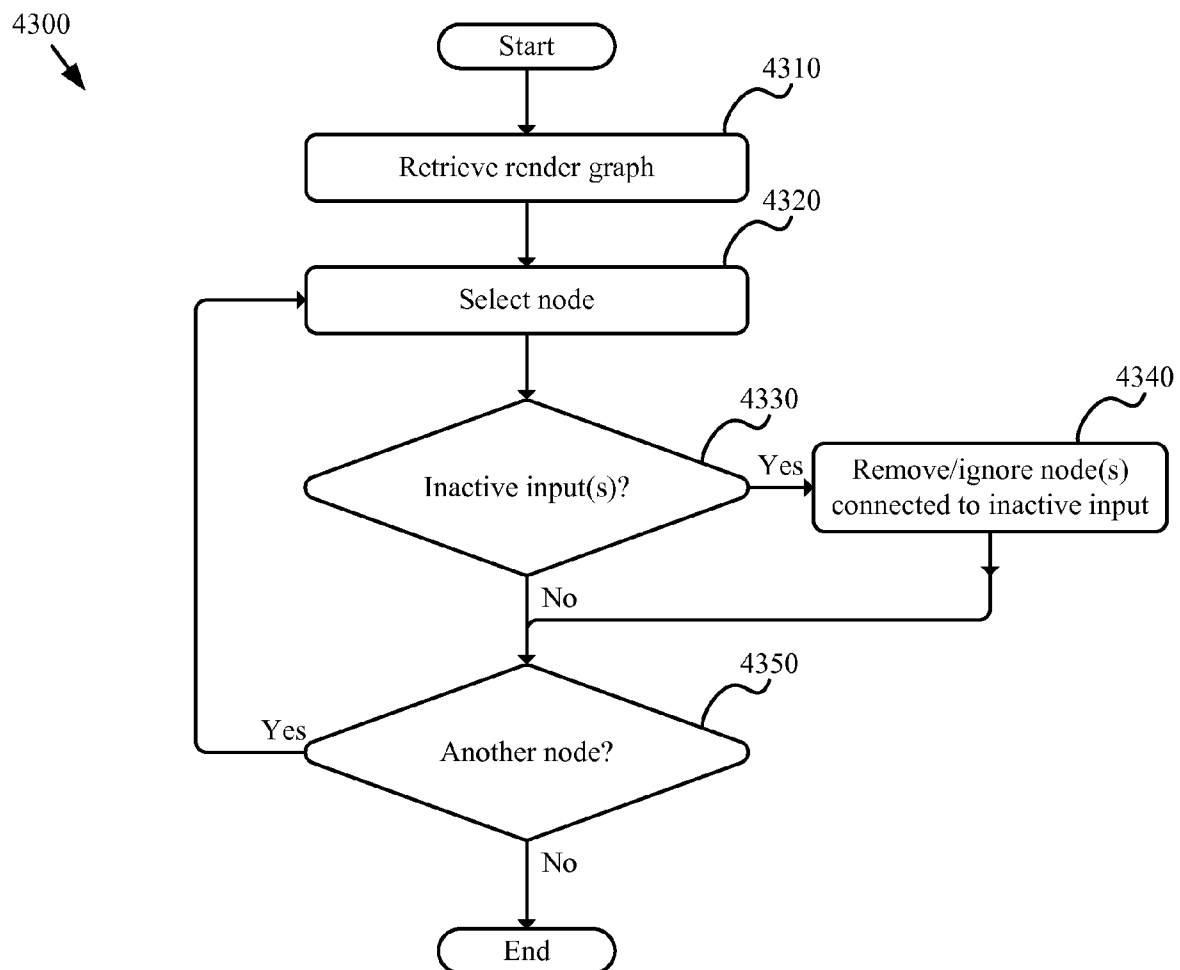 4300
Start
4310
Retrieve render graph
4320
Select node
4330
Inactive input(s)?
Yes
4340
Remove/ignore node(s)
connected to inactive input
No
4350
Another node?
Yes
No
End